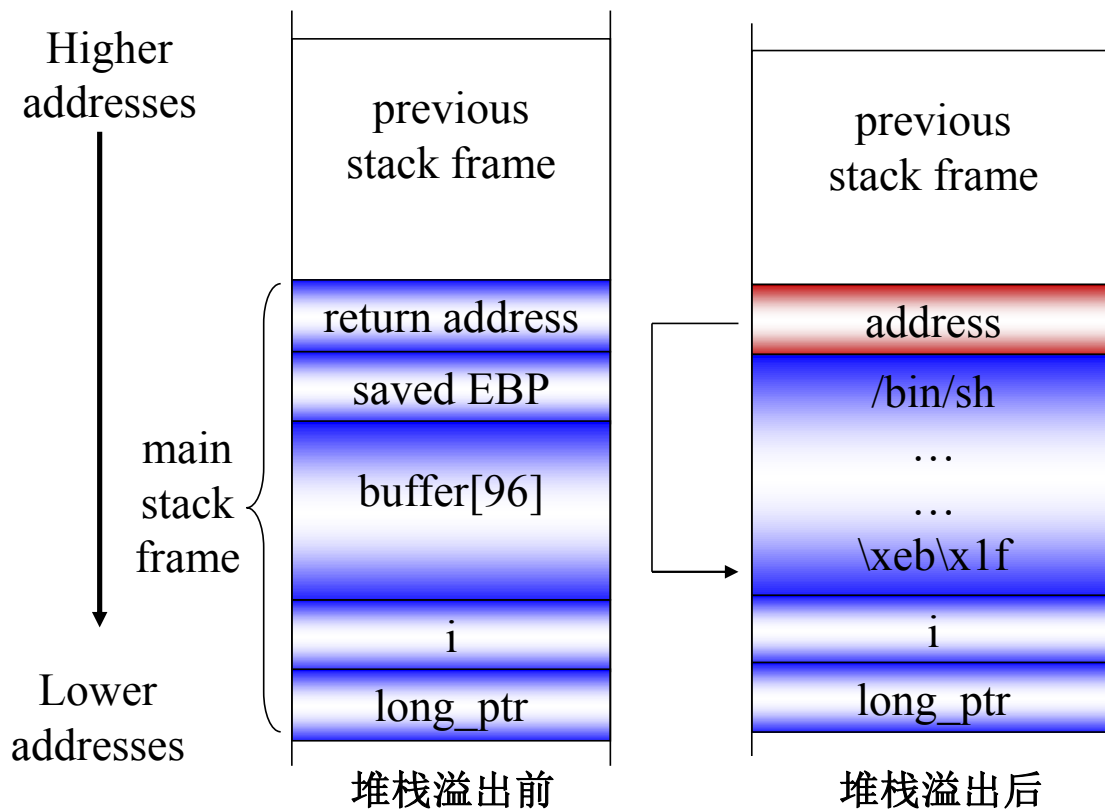 Higher
addresses
Lower
addresses
main
stack
frame
previous
stack frame
return address
saved EBP
buffer[96]
i
long_ptr
堆栈溢出前
previous
stack frame
address
/bin/sh
…
…
\xeb\x1f
i
long_ptr
堆栈溢出后